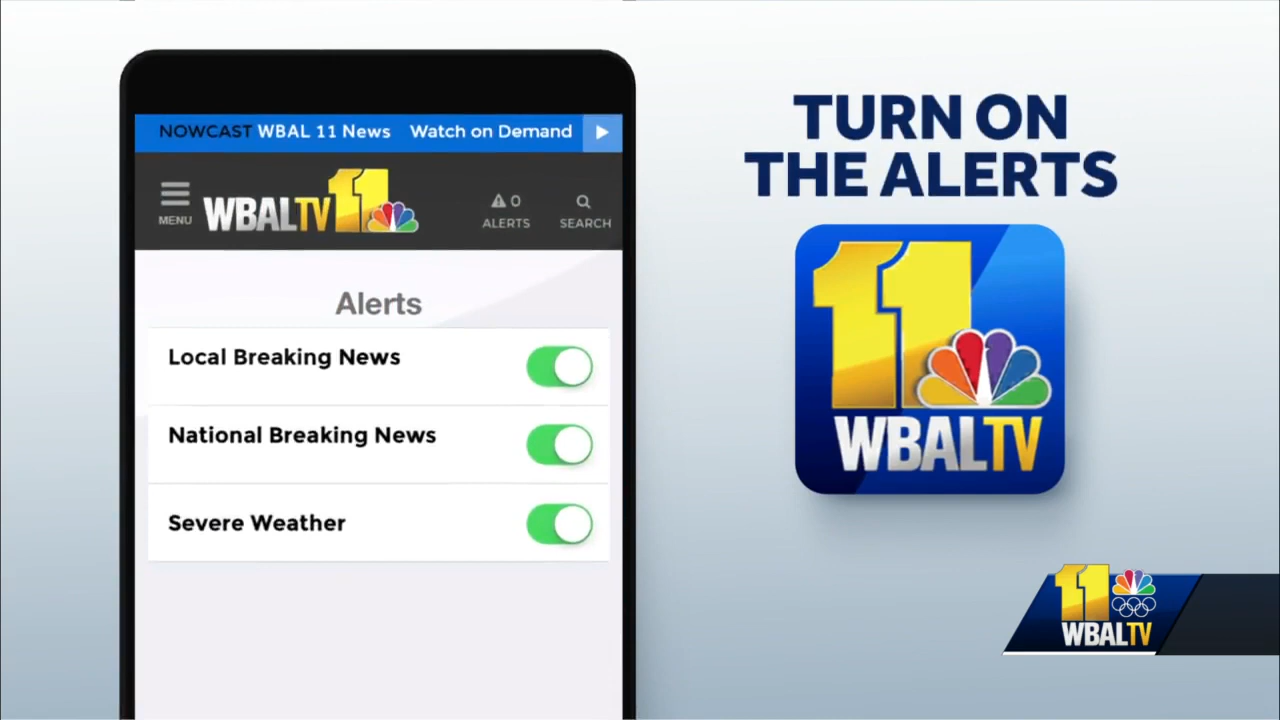 NOWCAST WBAL 11 News Watch on Demand
MENU
WBALTV 11
0
ALERTS
SEARCH
Alerts
Local Breaking News
National Breaking News
Severe Weather
TURN ON
THE ALERTS
11
WBALTV
11
WBALTV